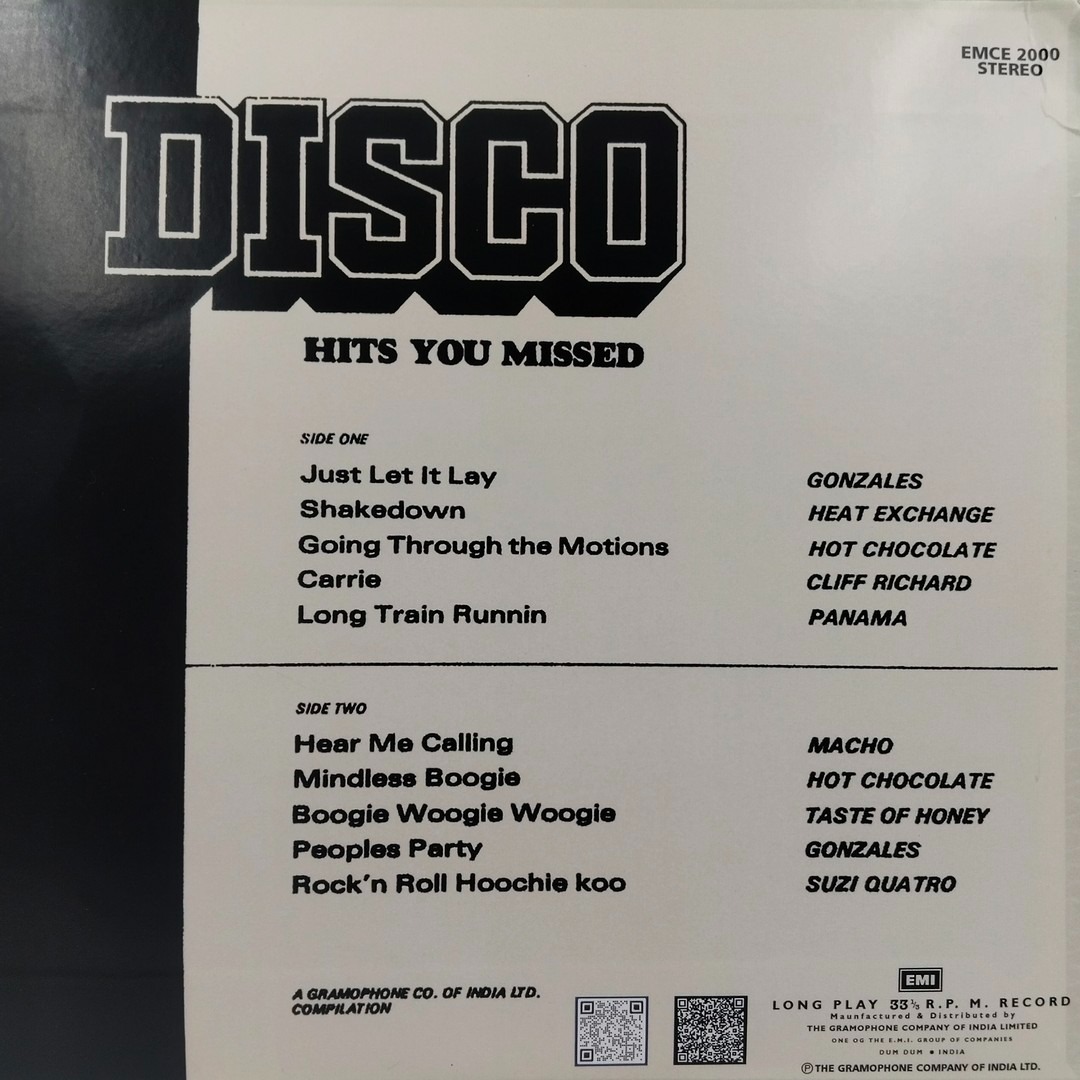 EMCE 2000
STEREO
DISCO
HITS YOU MISSED
SIDE ONE
Just Let It Lay GONZALES
Shakedown HEAT EXCHANGE
Going Through the Motions HOT CHOCOLATE
Carrie CLIFF RICHARD
Long Train Runnin PANAMA
SIDE TWO
Hear Me Calling MACHO
Mindless Boogie HOT CHOCOLATE
Boogie Woogie Woogie TASTE OF HONEY
Peoples Party GONZALES
Rock'n Roll Hoochie koo SUZI QUATRO
A GRAMOPHONE CO. OF INDIA LTD.
COMPILATION
EMI
LONG PLAY 33⅓ R.P. M. RECORD
Maunfactured & Distributed by
THE GRAMOPHONE COMPANY OF INDIA LIMITED
ONE OG THE E.M.I. GROUP OF COMPANIES
DUM DUM • INDIA
Ⓟ THE GRAMOPHONE COMPANY OF INDIA LTD.